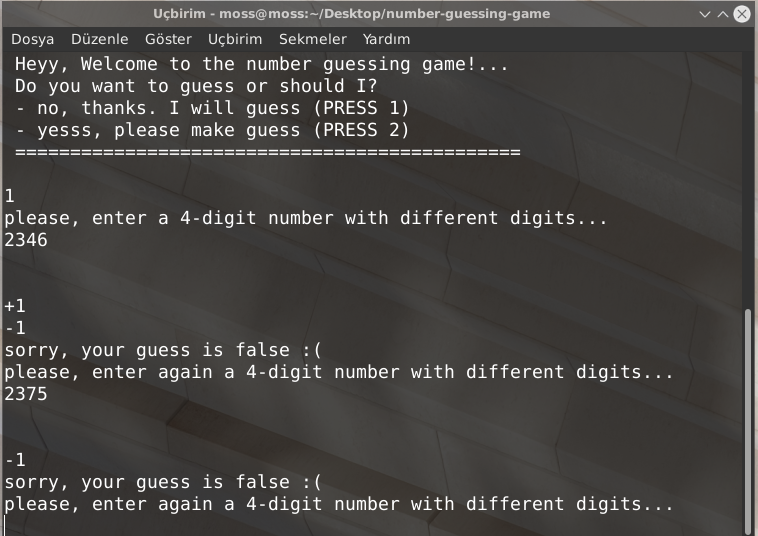 Uçbirim - moss@moss:~/Desktop/number-guessing-game
Dosya Düzenle Göster Uçbirim Sekmeler Yardım
Heyy, Welcome to the number guessing game!...
Do you want to guess or should I?
- no, thanks. I will guess (PRESS 1)
- yesss, please make guess (PRESS 2)
==============================================
1
please, enter a 4-digit number with different digits...
2346
+1
-1
sorry, your guess is false :(
please, enter again a 4-digit number with different digits...
2375
-1
sorry, your guess is false :(
please, enter again a 4-digit number with different digits...